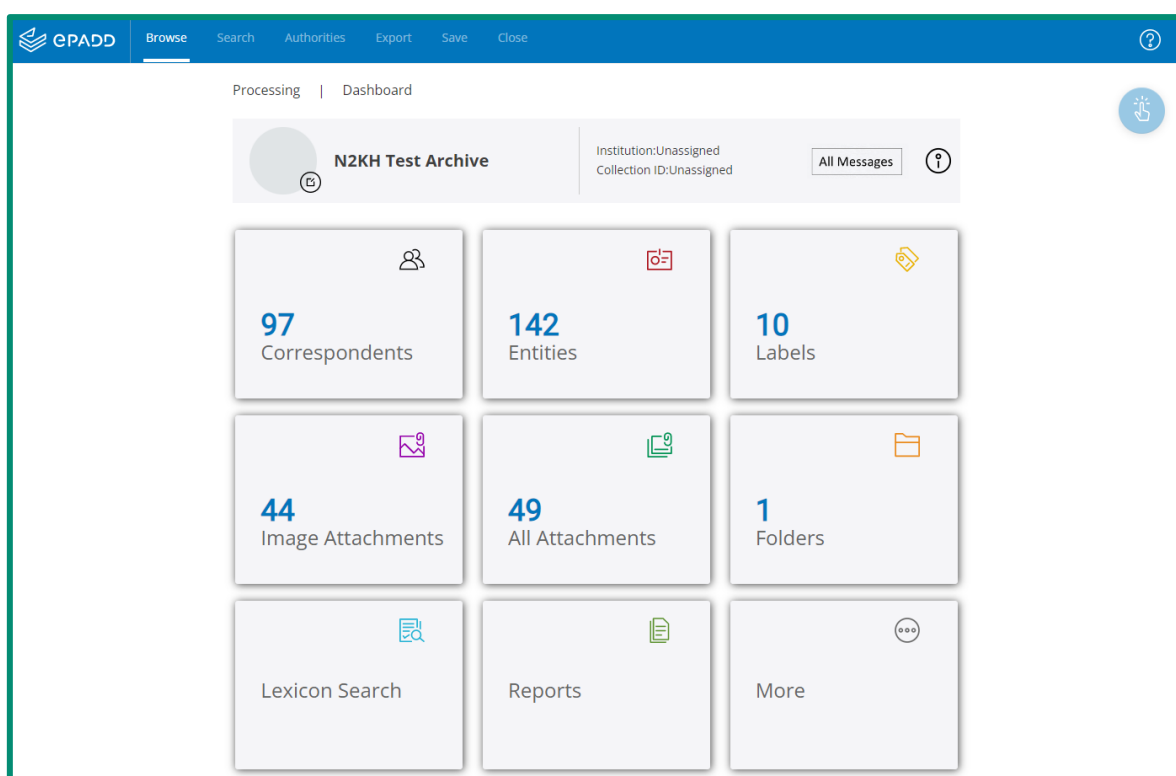 ePADD Browse Search Authorities Export Save Close
Processing | Dashboard
N2KH Test Archive
Institution:Unassigned
Collection ID:Unassigned
All Messages
97
Correspondents
142
Entities
10
Labels
44
Image Attachments
49
All Attachments
1
Folders
Lexicon Search
Reports
More